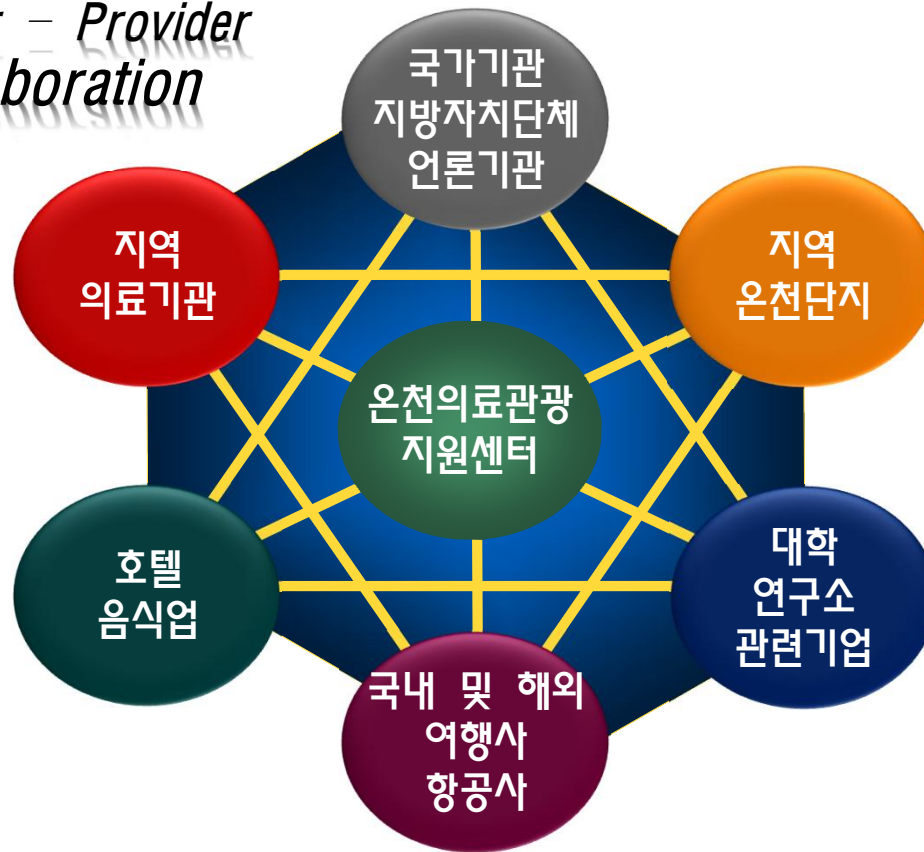 – Provider
boration
국가기관
지방자치단체
언론기관
지역
의료기관
지역
온천단지
온천의료관광
지원센터
호텔
음식업
대학
연구소
관련기업
국내 및 해외
여행사
항공사